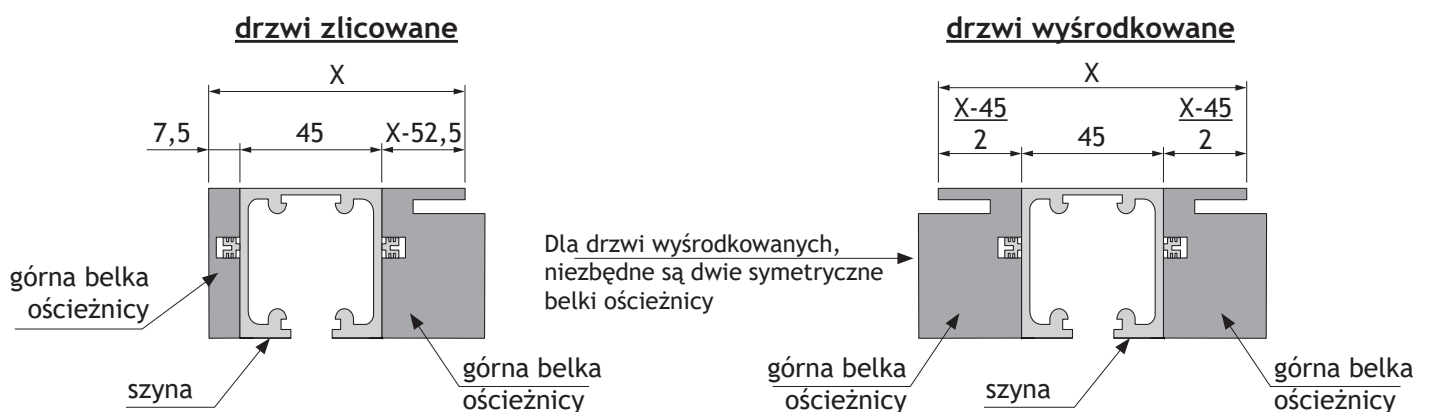 drzwi zlicowane
X
7,5
45
X-52,5
górna belka
ościeżnicy
szyna
górna belka
ościeżnicy
drzwi wyśrodkowane
X
X-45
2
45
X-45
2
Dla drzwi wyśrodkowanych,
niezbędne są dwie symetryczne
belki ościeżnicy
górna belka
ościeżnicy
szyna
górna belka
ościeżnicy